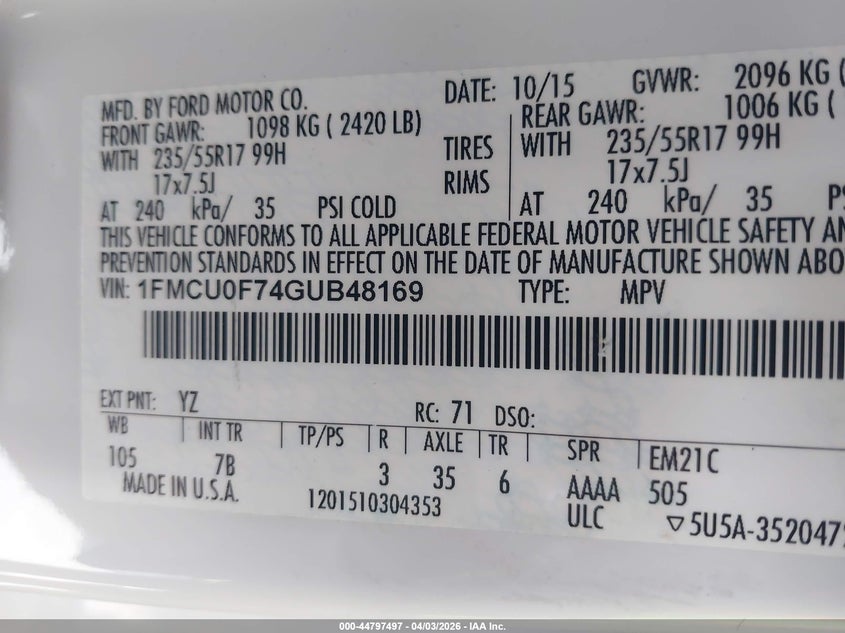 MFD. BY FORD MOTOR CO. DATE: 10/15 GVWR: 2096 KG (
FRONT GAWR: 1098 KG ( 2420 LB) REAR GAWR: 1006 KG (
WITH 235/55R17 99H TIRES WITH 235/55R17 99H
17x7.5J RIMS 17x7.5J
AT 240 kPa/ 35 PSI COLD AT 240 kPa/ 35 PS
THIS VEHICLE CONFORMS TO ALL APPLICABLE FEDERAL MOTOR VEHICLE SAFETY AN
PREVENTION STANDARDS IN EFFECT ON THE DATE OF MANUFACTURE SHOWN ABO
VIN: 1FMCU0F74GUB48169 TYPE: MPV
EXT PNT: YZ RC: 71 DSO:
WB INT TR TP/PS R AXLE TR SPR EM21C
105 7B 3 35 6 AAAA 505
MADE IN U.S.A. 1201510304353 ULC ▽5U5A-3520472
000-44797497 - 04/03/2026 - IAA Inc.